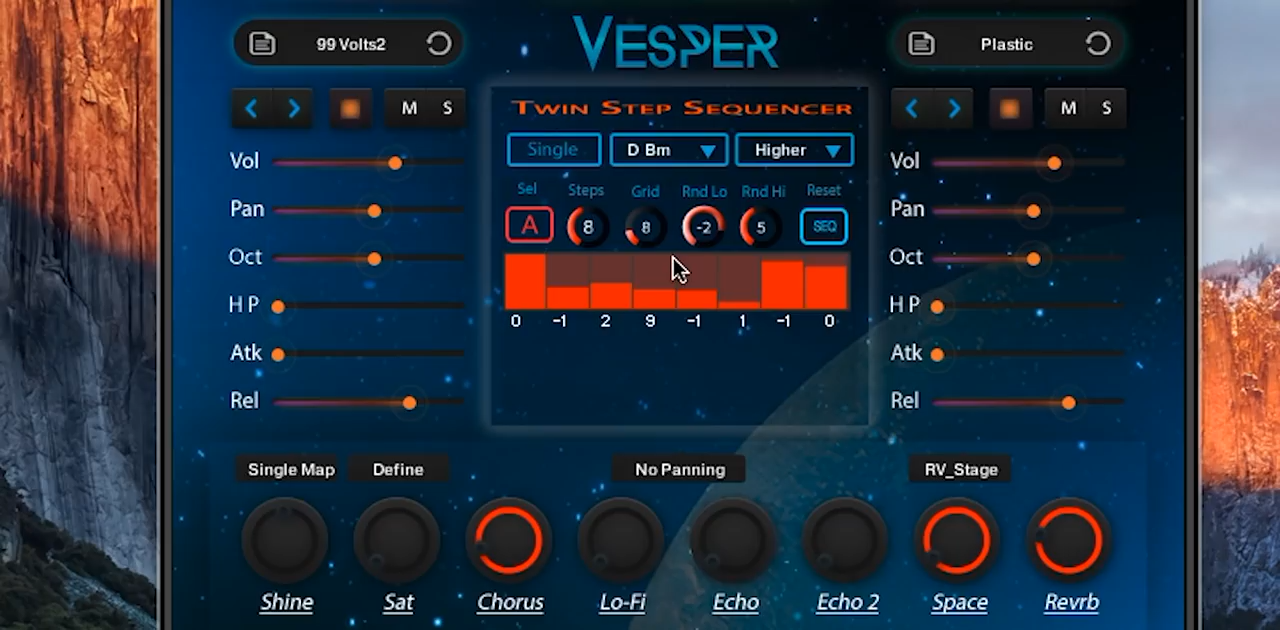 99 Volts2
VESPER
Plastic
M S
TWIN STEP SEQUENCER
M S
Single D Bm Higher
Vol
Vol
Sel Steps Grid Rnd Lo Rnd Hi Reset
Pan
A 8 8 -2 5 SEQ
Pan
Oct
Oct
H P
0 -1 2 9 -1 1 -1 0
H P
Atk
Atk
Rel
Rel
Single Map Define No Panning RV_Stage
Shine Sat Chorus Lo-Fi Echo Echo 2 Space Revrb